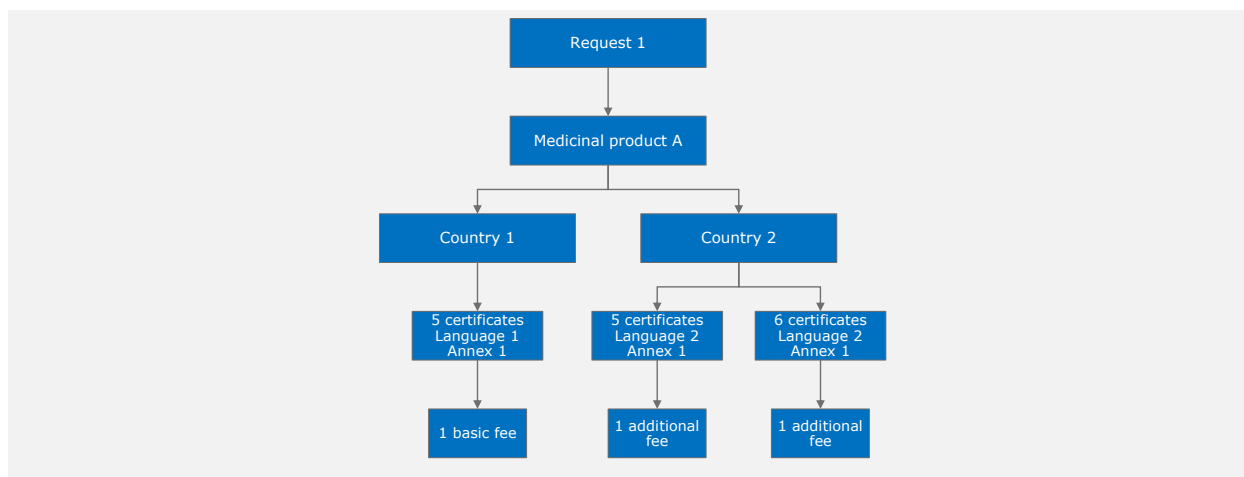 Request 1
Medicinal product A
Country 1
Country 2
5 certificates
Language 1
Annex 1
5 certificates
Language 2
Annex 1
6 certificates
Language 2
Annex 1
1 basic fee
1 additional
fee
1 additional
fee